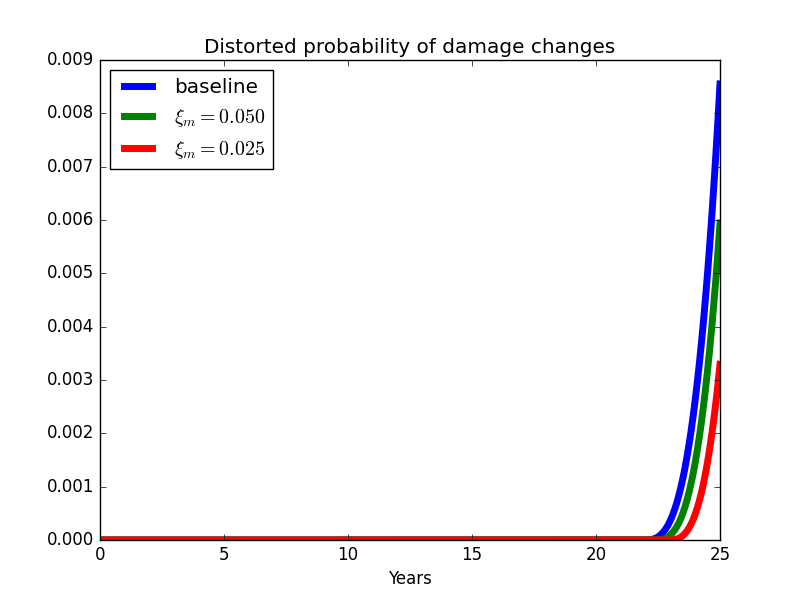 Distorted probability of damage changes
0.009
0.008
0.007
0.006
0.005
0.004
0.003
0.002
0.001
0.000
baseline
ξm = 0.050
ξm = 0.025
0 5 10 15 20 25
Years